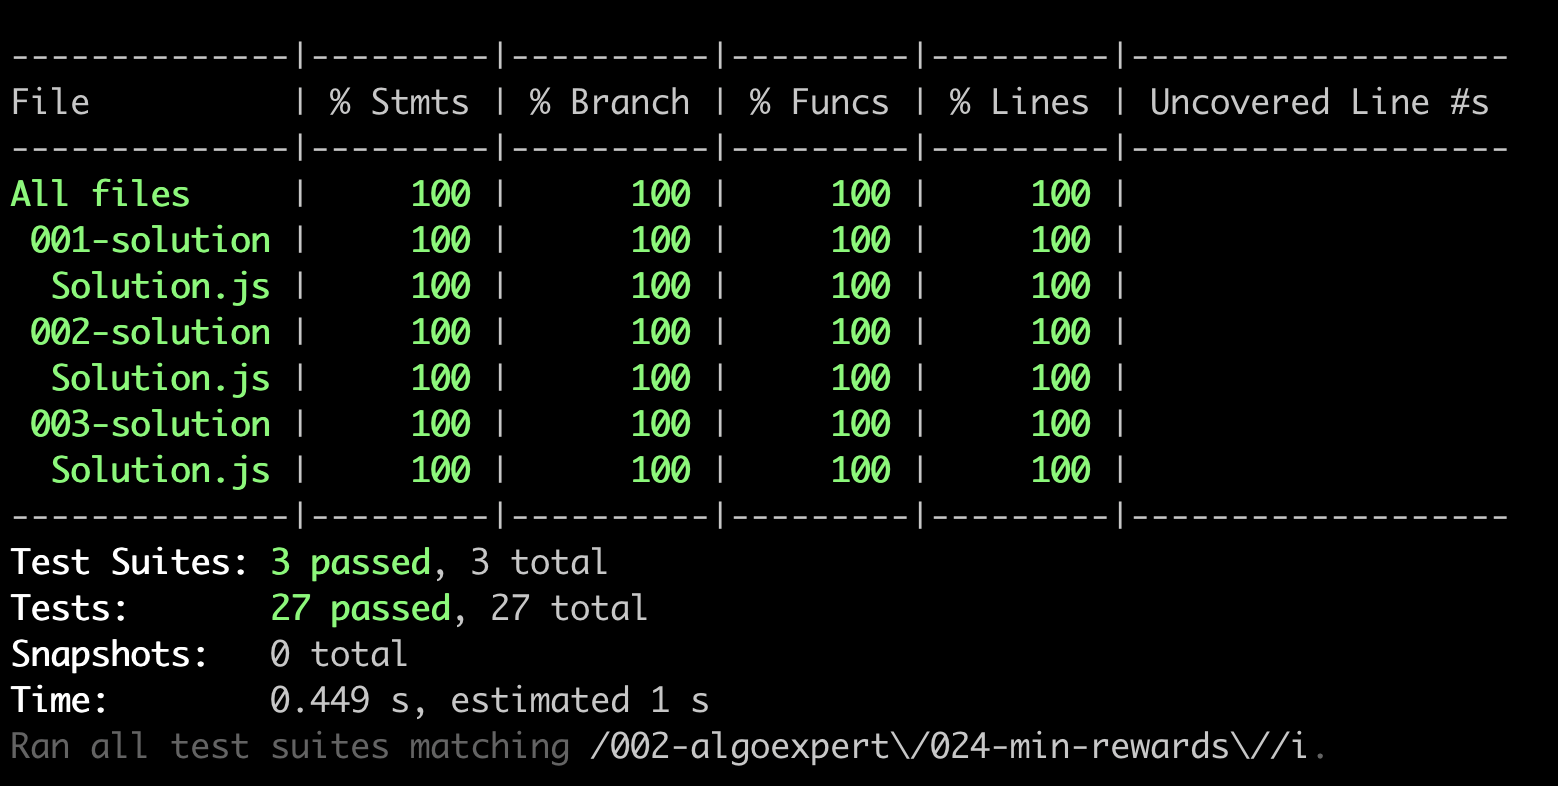 --------------|---------|----------|---------|---------|-------------------
File          | % Stmts | % Branch | % Funcs | % Lines | Uncovered Line #s
--------------|---------|----------|---------|---------|-------------------
All files     |     100 |      100 |     100 |     100 |
 001-solution |     100 |      100 |     100 |     100 |
  Solution.js |     100 |      100 |     100 |     100 |
 002-solution |     100 |      100 |     100 |     100 |
  Solution.js |     100 |      100 |     100 |     100 |
 003-solution |     100 |      100 |     100 |     100 |
  Solution.js |     100 |      100 |     100 |     100 |
--------------|---------|----------|---------|---------|-------------------
Test Suites: 3 passed, 3 total
Tests:       27 passed, 27 total
Snapshots:   0 total
Time:        0.449 s, estimated 1 s
Ran all test suites matching /002-algoexpert\/024-min-rewards\//i.